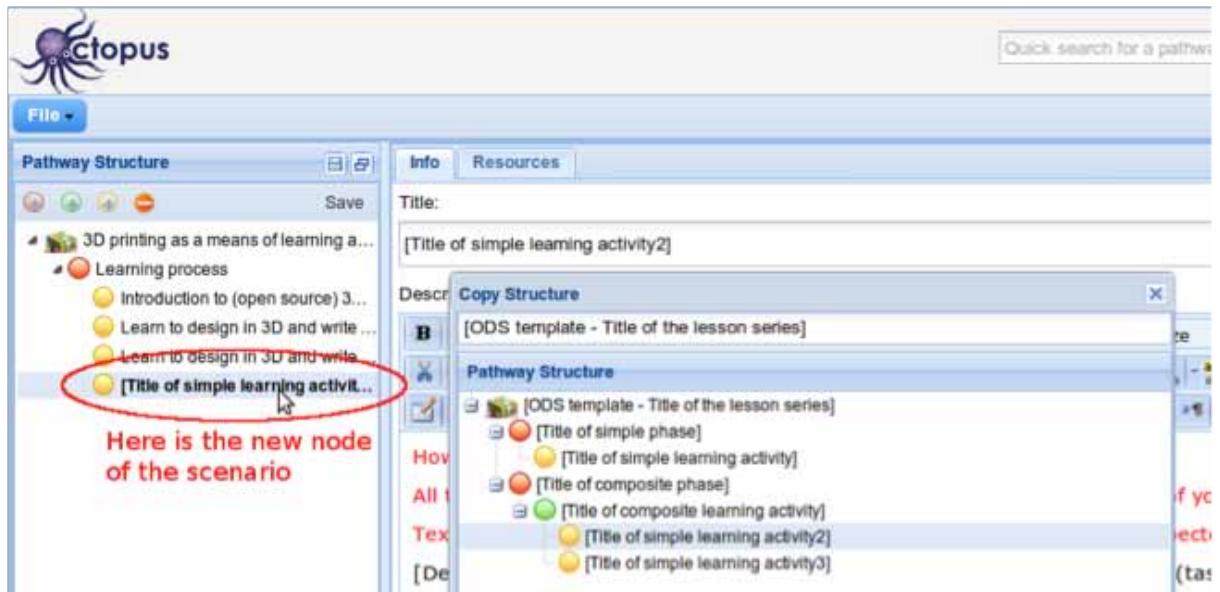 Octopus
Quick search for a pathwa
File
Pathway Structure
Save
3D printing as a means of learning a...
Learning process
Introduction to (open source) 3...
Learn to design in 3D and write ...
Learn to design in 3D and write ...
[Title of simple learning activit...
Here is the new node
of the scenario
Info Resources
Title:
[Title of simple learning activity2]
Descr
B
ze
How
All t
f yo
Tex
ecte
[De
(tas
Copy Structure
[ODS template - Title of the lesson series]
Pathway Structure
[ODS template - Title of the lesson series]
[Title of simple phase]
[Title of simple learning activity]
[Title of composite phase]
[Title of composite learning activity]
[Title of simple learning activity2]
[Title of simple learning activity3]